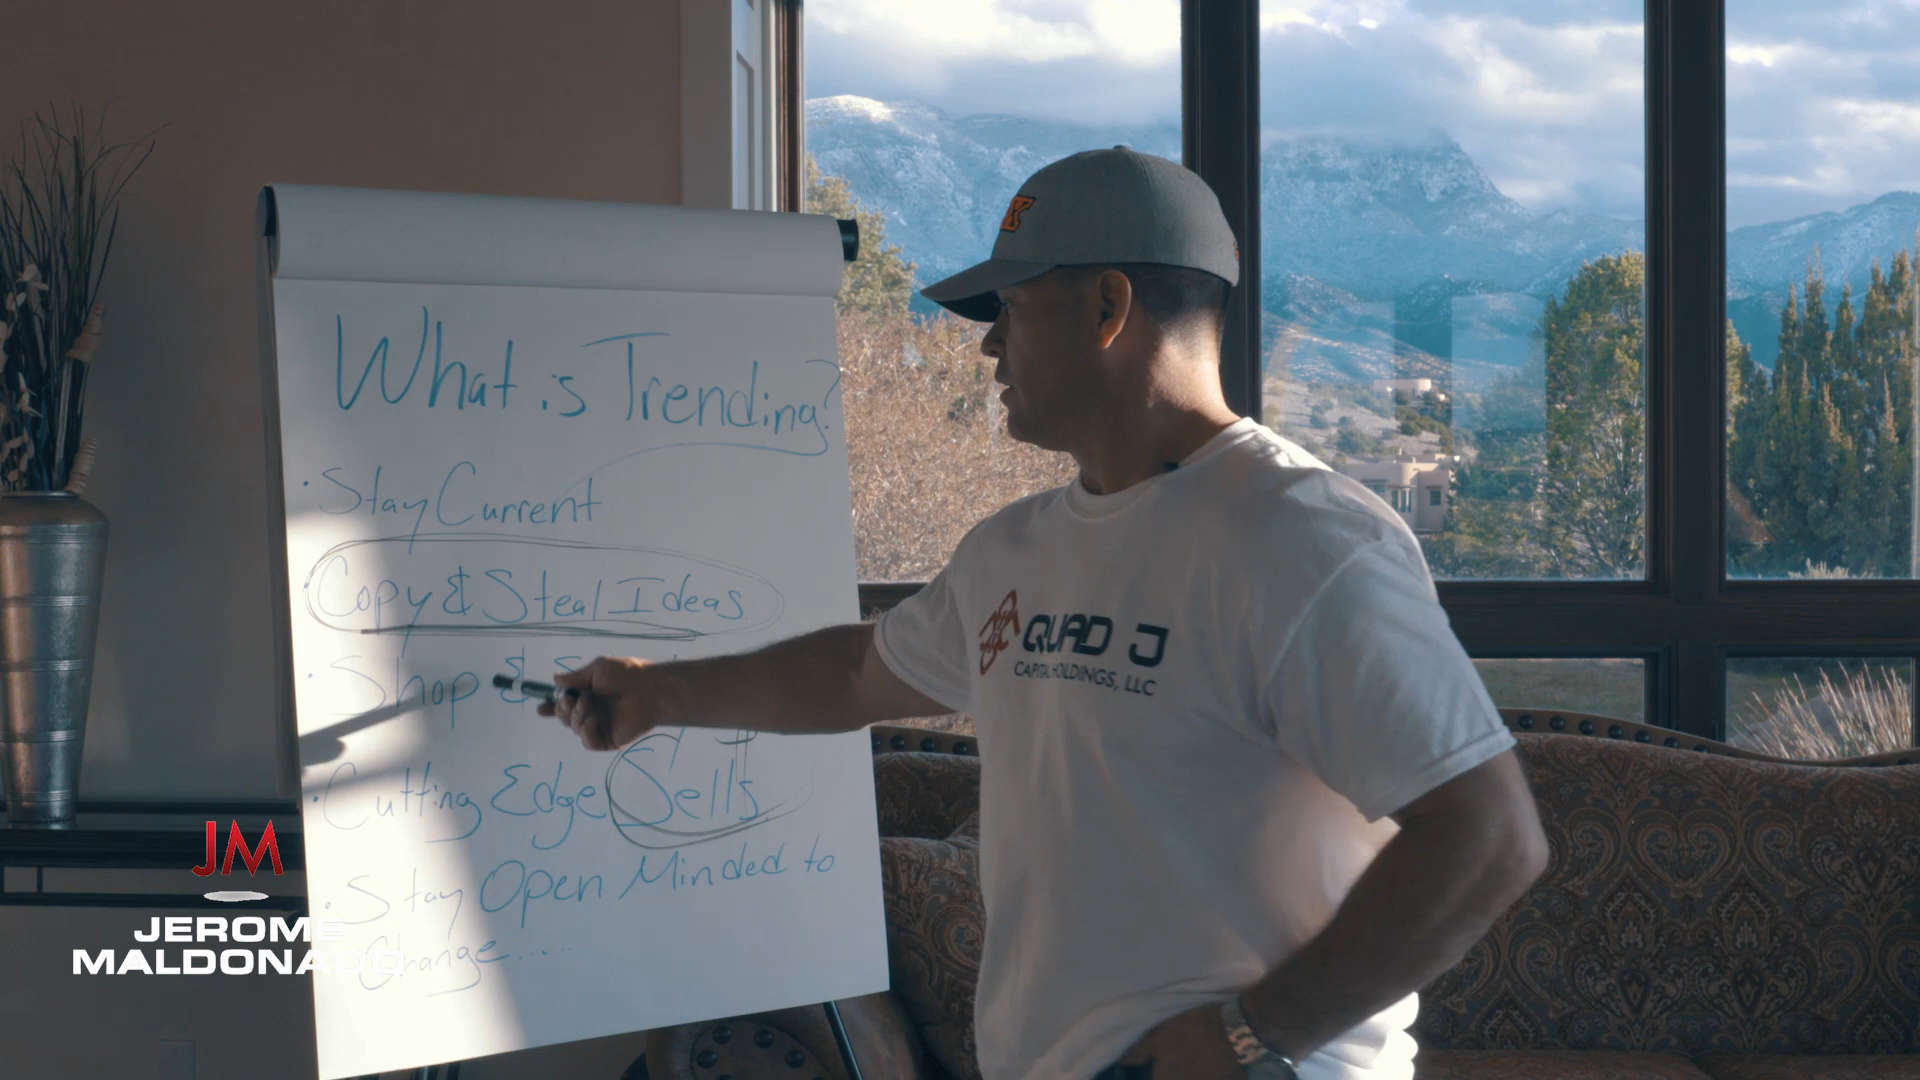 What is Trending?
· Stay Current
Copy & Steal Ideas
· Shop &
· Cutting Edge Sells
· Stay Open Minded to
Change.....
X
QUAD J
CAPITAL HOLDINGS, LLC
JM
JEROME
MALDONADO